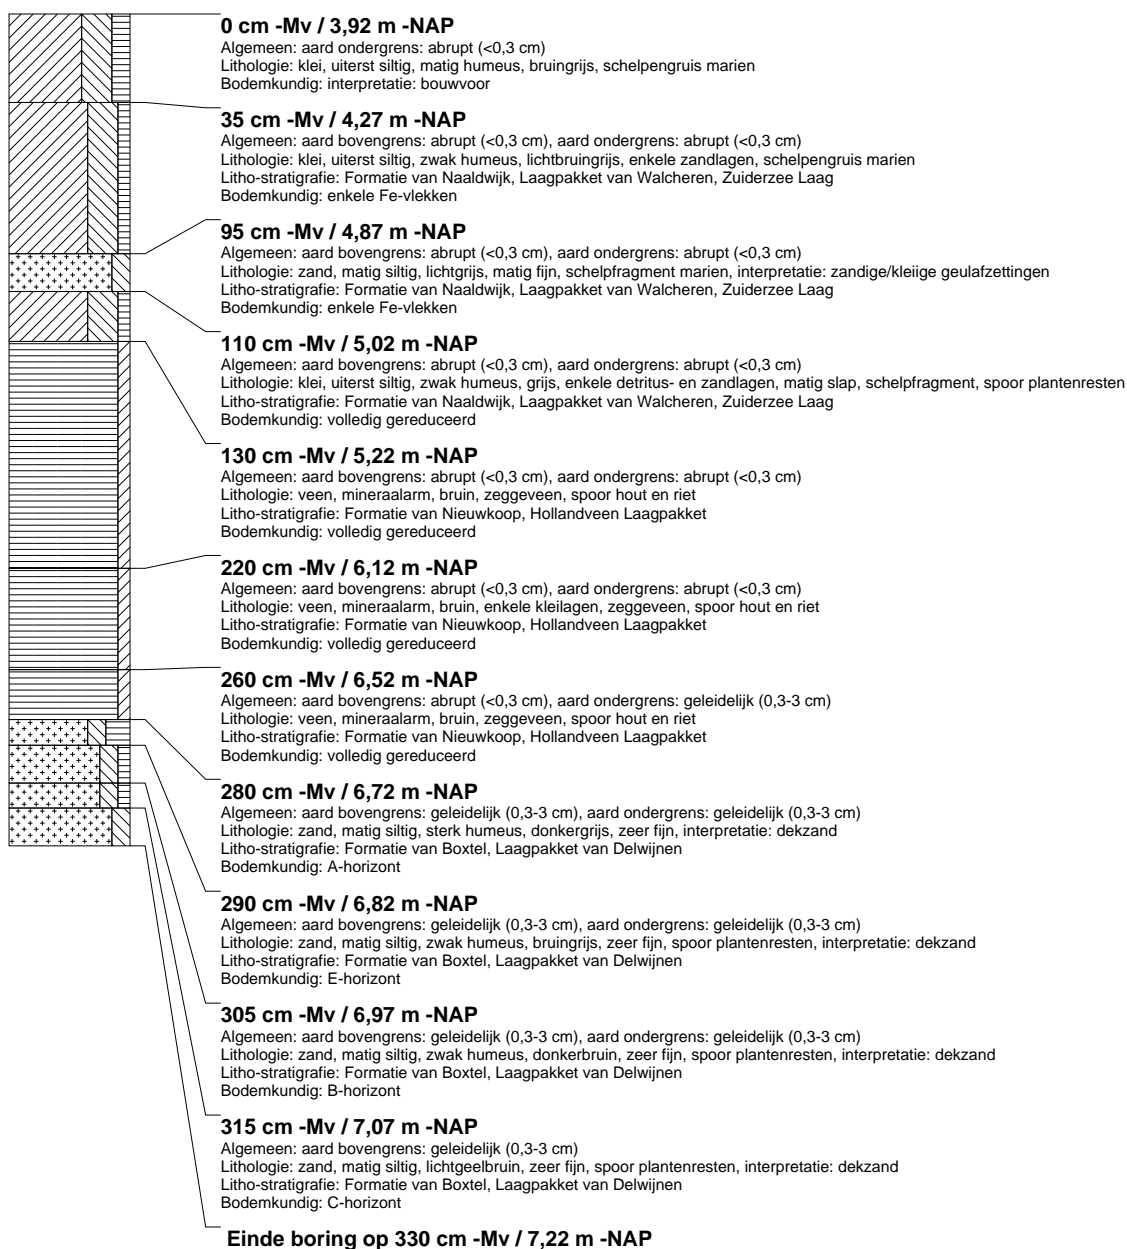 0 cm -Mv / 3,92 m -NAP
Algemeen: aard ondergrens: abrupt (<0,3 cm)
Lithologie: klei, uiterst siltig, matig humeus, bruingrijs, schelpengruis marien
Bodemkundig: interpretatie: bouwvoor
35 cm -Mv / 4,27 m -NAP
Algemeen: aard bovengrens: abrupt (<0,3 cm), aard ondergrens: abrupt (<0,3 cm)
Lithologie: klei, uiterst siltig, zwak humeus, lichtbruingrijs, enkele zandlagen, schelpengruis marien
Litho-stratigrafie: Formatie van Naaldwijk, Laagpakket van Walcheren, Zuiderzee Laag
Bodemkundig: enkele Fe-vlekken
95 cm -Mv / 4,87 m -NAP
Algemeen: aard bovengrens: abrupt (<0,3 cm), aard ondergrens: abrupt (<0,3 cm)
Lithologie: zand, matig siltig, lichtgrijs, matig fijn, schelpfragment marien, interpretatie: zandige/kleiige geulafzettingen
Litho-stratigrafie: Formatie van Naaldwijk, Laagpakket van Walcheren, Zuiderzee Laag
Bodemkundig: enkele Fe-vlekken
110 cm -Mv / 5,02 m -NAP
Algemeen: aard bovengrens: abrupt (<0,3 cm), aard ondergrens: abrupt (<0,3 cm)
Lithologie: klei, uiterst siltig, zwak humeus, grijs, enkele detritus- en zandlagen, matig slap, schelpfragment, spoor plantenresten
Litho-stratigrafie: Formatie van Naaldwijk, Laagpakket van Walcheren, Zuiderzee Laag
Bodemkundig: volledig gereduceerd
130 cm -Mv / 5,22 m -NAP
Algemeen: aard bovengrens: abrupt (<0,3 cm), aard ondergrens: abrupt (<0,3 cm)
Lithologie: veen, mineraalarm, bruin, zeggeveen, spoor hout en riet
Litho-stratigrafie: Formatie van Nieuwkoop, Hollandveen Laagpakket
Bodemkundig: volledig gereduceerd
220 cm -Mv / 6,12 m -NAP
Algemeen: aard bovengrens: abrupt (<0,3 cm), aard ondergrens: abrupt (<0,3 cm)
Lithologie: veen, mineraalarm, bruin, enkele kleilagen, zeggeveen, spoor hout en riet
Litho-stratigrafie: Formatie van Nieuwkoop, Hollandveen Laagpakket
Bodemkundig: volledig gereduceerd
260 cm -Mv / 6,52 m -NAP
Algemeen: aard bovengrens: abrupt (<0,3 cm), aard ondergrens: geleidelijk (0,3-3 cm)
Lithologie: veen, mineraalarm, bruin, zeggeveen, spoor hout en riet
Litho-stratigrafie: Formatie van Nieuwkoop, Hollandveen Laagpakket
Bodemkundig: volledig gereduceerd
280 cm -Mv / 6,72 m -NAP
Algemeen: aard bovengrens: geleidelijk (0,3-3 cm), aard ondergrens: geleidelijk (0,3-3 cm)
Lithologie: zand, matig siltig, sterk humeus, donkergrijs, zeer fijn, interpretatie: dekzand
Litho-stratigrafie: Formatie van Boxtel, Laagpakket van Delwijnen
Bodemkundig: A-horizont
290 cm -Mv / 6,82 m -NAP
Algemeen: aard bovengrens: geleidelijk (0,3-3 cm), aard ondergrens: geleidelijk (0,3-3 cm)
Lithologie: zand, matig siltig, zwak humeus, bruingrijs, zeer fijn, spoor plantenresten, interpretatie: dekzand
Litho-stratigrafie: Formatie van Boxtel, Laagpakket van Delwijnen
Bodemkundig: E-horizont
305 cm -Mv / 6,97 m -NAP
Algemeen: aard bovengrens: geleidelijk (0,3-3 cm), aard ondergrens: geleidelijk (0,3-3 cm)
Lithologie: zand, matig siltig, zwak humeus, donkerbruin, zeer fijn, spoor plantenresten, interpretatie: dekzand
Litho-stratigrafie: Formatie van Boxtel, Laagpakket van Delwijnen
Bodemkundig: B-horizont
315 cm -Mv / 7,07 m -NAP
Algemeen: aard bovengrens: geleidelijk (0,3-3 cm)
Lithologie: zand, matig siltig, lichtgeelbruin, zeer fijn, spoor plantenresten, interpretatie: dekzand
Litho-stratigrafie: Formatie van Boxtel, Laagpakket van Delwijnen
Bodemkundig: C-horizont
Einde boring op 330 cm -Mv / 7,22 m -NAP